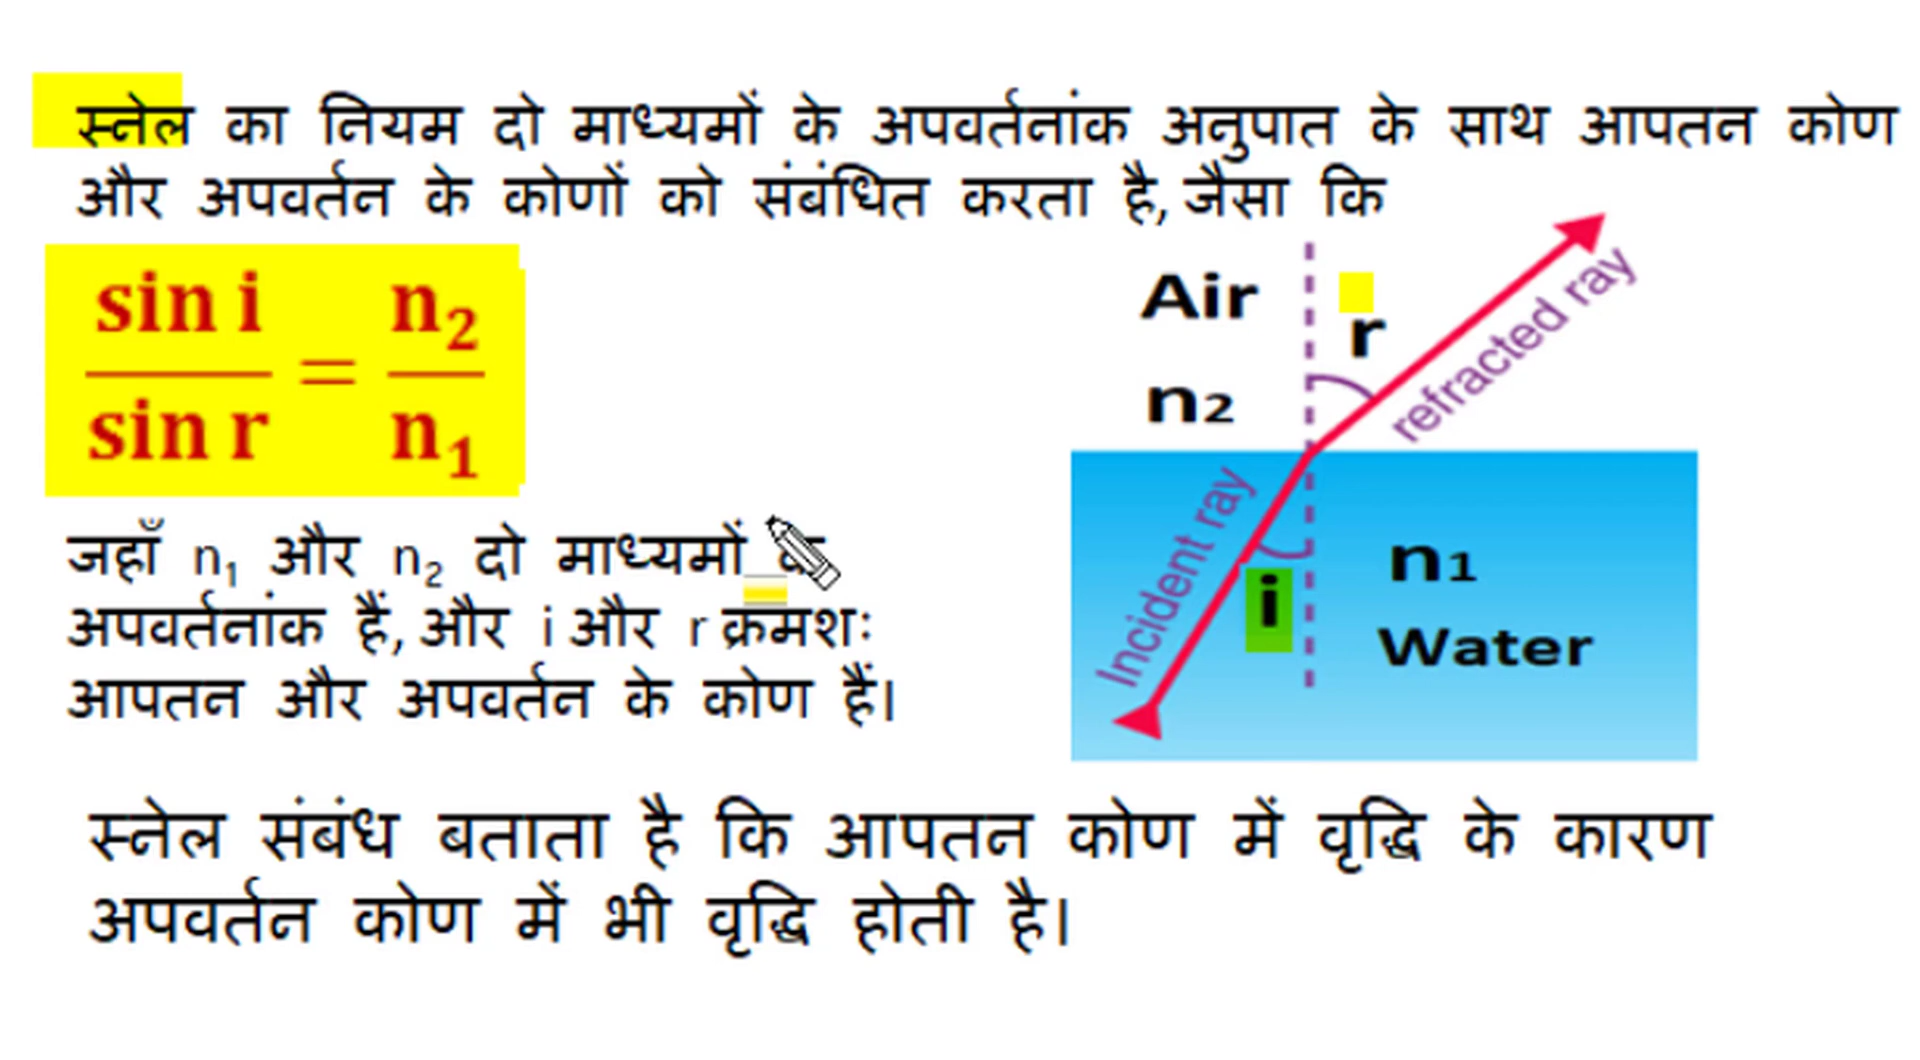 स्नेल का नियम दो माध्यमों के अपवर्तनांक अनुपात के साथ आपतन कोण
और अपवर्तन के कोणों को संबंधित करता है, जैसा कि
sin i / sin r = n₂ / n₁
Air
r
n₂
refracted ray
Incident ray
i
n₁
Water
जहाँ n₁ और n₂ दो माध्यमों
अपवर्तनांक हैं, और i और r क्रमशः
आपतन और अपवर्तन के कोण हैं।
स्नेल संबंध बताता है कि आपतन कोण में वृद्धि के कारण
अपवर्तन कोण में भी वृद्धि होती है।